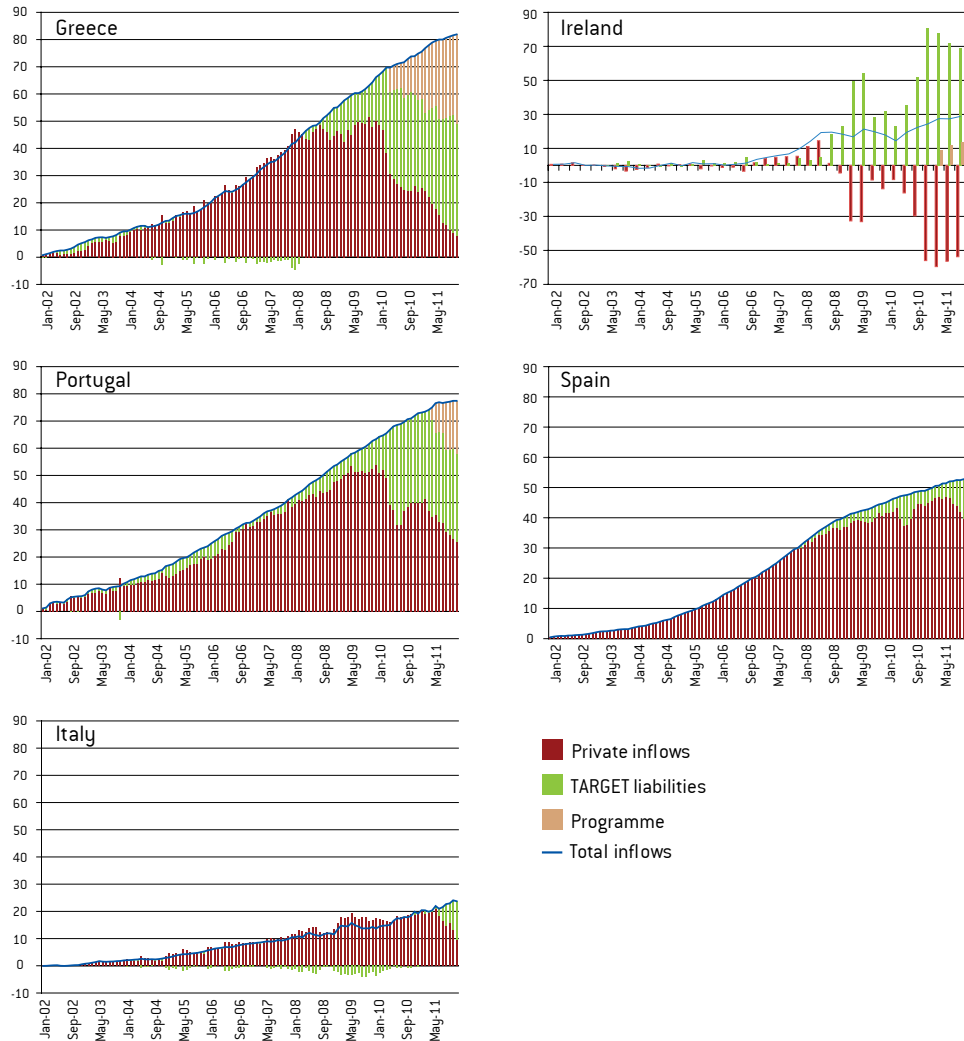 Greece
90
80
70
60
50
40
30
20
10
0
-10
Jan-02
Sep-02
May-03
Jan-04
Sep-04
May-05
Jan-06
Sep-06
May-07
Jan-08
Sep-08
May-09
Jan-10
Sep-10
May-11
Ireland
90
70
50
30
10
-10
-30
-50
-70
Jan-02
Sep-02
May-03
Jan-04
Sep-04
May-05
Jan-06
Sep-06
May-07
Jan-08
Sep-08
May-09
Jan-10
Sep-10
May-11
Portugal
90
80
70
60
50
40
30
20
10
0
-10
Jan-02
Sep-02
May-03
Jan-04
Sep-04
May-05
Jan-06
Sep-06
May-07
Jan-08
Sep-08
May-09
Jan-10
Sep-10
May-11
Spain
90
80
70
60
50
40
30
20
10
0
Jan-02
Sep-02
May-03
Jan-04
Sep-04
May-05
Jan-06
Sep-06
May-07
Jan-08
Sep-08
May-09
Jan-10
Sep-10
May-11
Italy
90
80
70
60
50
40
30
20
10
0
-10
Jan-02
Sep-02
May-03
Jan-04
Sep-04
May-05
Jan-06
Sep-06
May-07
Jan-08
Sep-08
May-09
Jan-10
Sep-10
May-11
Private inflows
TARGET liabilities
Programme
Total inflows